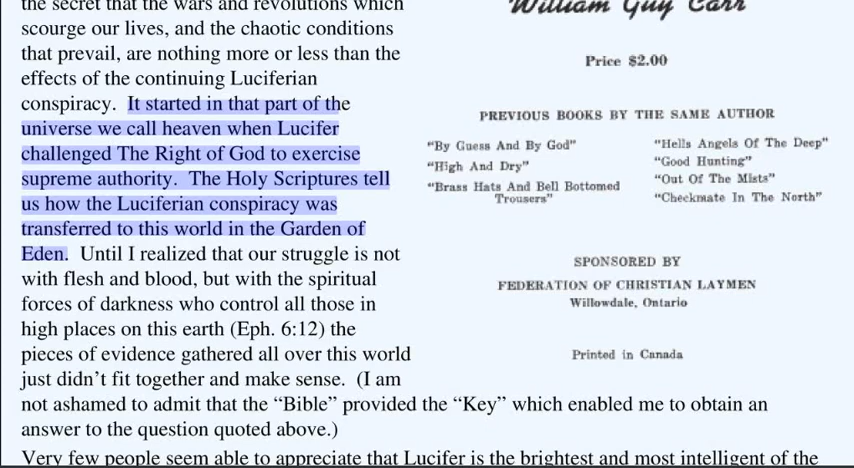 the secret that the wars and revolutions which
scourge our lives, and the chaotic conditions
that prevail, are nothing more or less than the
effects of the continuing Luciferian
conspiracy.  It started in that part of the
universe we call heaven when Lucifer
challenged The Right of God to exercise
supreme authority.  The Holy Scriptures tell
us how the Luciferian conspiracy was
transferred to this world in the Garden of
Eden.  Until I realized that our struggle is not
with flesh and blood, but with the spiritual
forces of darkness who control all those in
high places on this earth (Eph. 6:12) the
pieces of evidence gathered all over this world
just didn’t fit together and make sense.  (I am
not ashamed to admit that the “Bible” provided the “Key” which enabled me to obtain an
answer to the question quoted above.)
Very few people seem able to appreciate that Lucifer is the brightest and most intelligent of the
William Guy Carr
Price $2.00
PREVIOUS BOOKS BY THE SAME AUTHOR
“By Guess And By God”
“High And Dry”
“Brass Hats And Bell Bottomed
Trousers”
“Hells Angels Of The Deep”
“Good Hunting”
“Out Of The Mists”
“Checkmate In The North”
SPONSORED BY
FEDERATION OF CHRISTIAN LAYMEN
Willowdale, Ontario
Printed in Canada